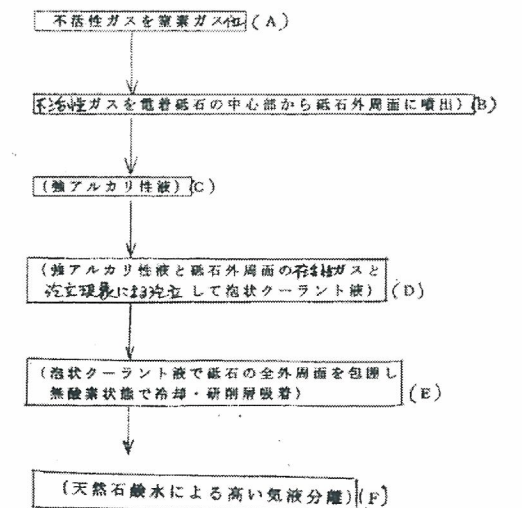 不活性ガスを窒素ガス他 (A)
不活性ガスを電着砥石の中心部から砥石外周面に噴出) (B)
(強アルカリ性液) (C)
(強アルカリ性液と砥石外周面の不活性ガスと
泡立現象による泡立して泡状クーラント液) (D)
(泡状クーラント液で砥石の全外周面を包囲し
無酸素状態で冷却・研削層吸着) (E)
(天然石鹸水による高い気液分離) (F)